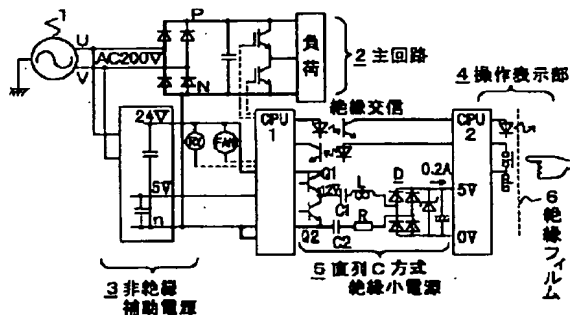 1
U
V
AC200V
P
N
負荷
2 主回路
4 操作表示部
24V
RY
FAN
CPU
1
絶縁交信
CPU
2
Q1
12V
L
D
0.2A
5V
C1
R
5V
n
Q2
C2
0V
6 絶縁フィルム
3 非絶縁
補助電源
5 直列C方式
絶縁小電源